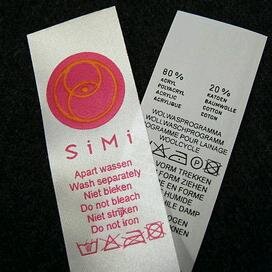 SiMi
Apart wassen
Wash separately
Niet bleken
Do not bleach
Niet strijken
Do not iron
80 %
ACRYL
POLYACRYL
ACRYLIC
ACRYLIQUE
20 %
KATOEN
BAUMWOLLE
COTTON
COTON
WOLWASPROGRAMMA
WOLLWASCHPROGRAMM
PROGRAMME POUR LAINAGE
WOOLCYCLE
VORM TREKKEN
FORM ZIEHEN
E EN FORME
HUMIDE
HILE DAMP